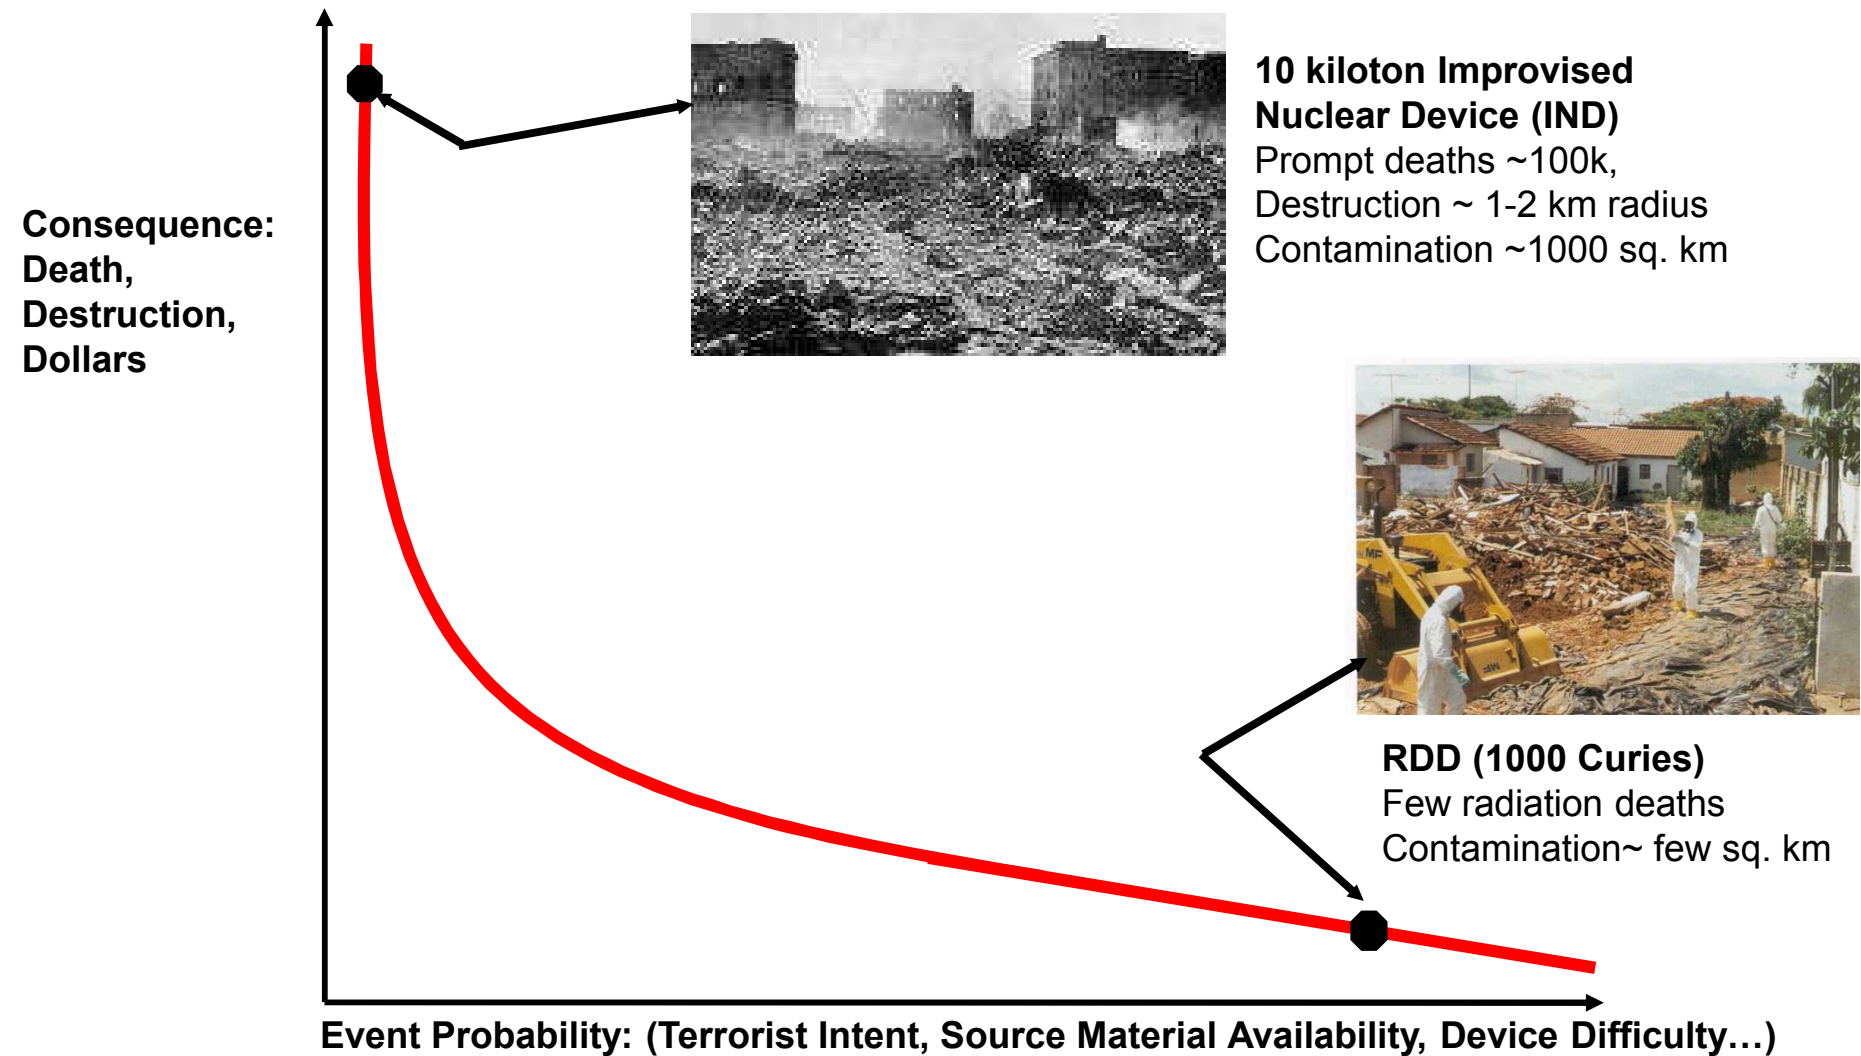 10 kiloton Improvised
Nuclear Device (IND)
Prompt deaths ~100k,
Destruction ~ 1-2 km radius
Contamination ~1000 sq. km
Consequence:
Death,
Destruction,
Dollars
MF
MF
RDD (1000 Curies)
Few radiation deaths
Contamination~ few sq. km
Event Probability: (Terrorist Intent, Source Material Availability, Device Difficulty…)